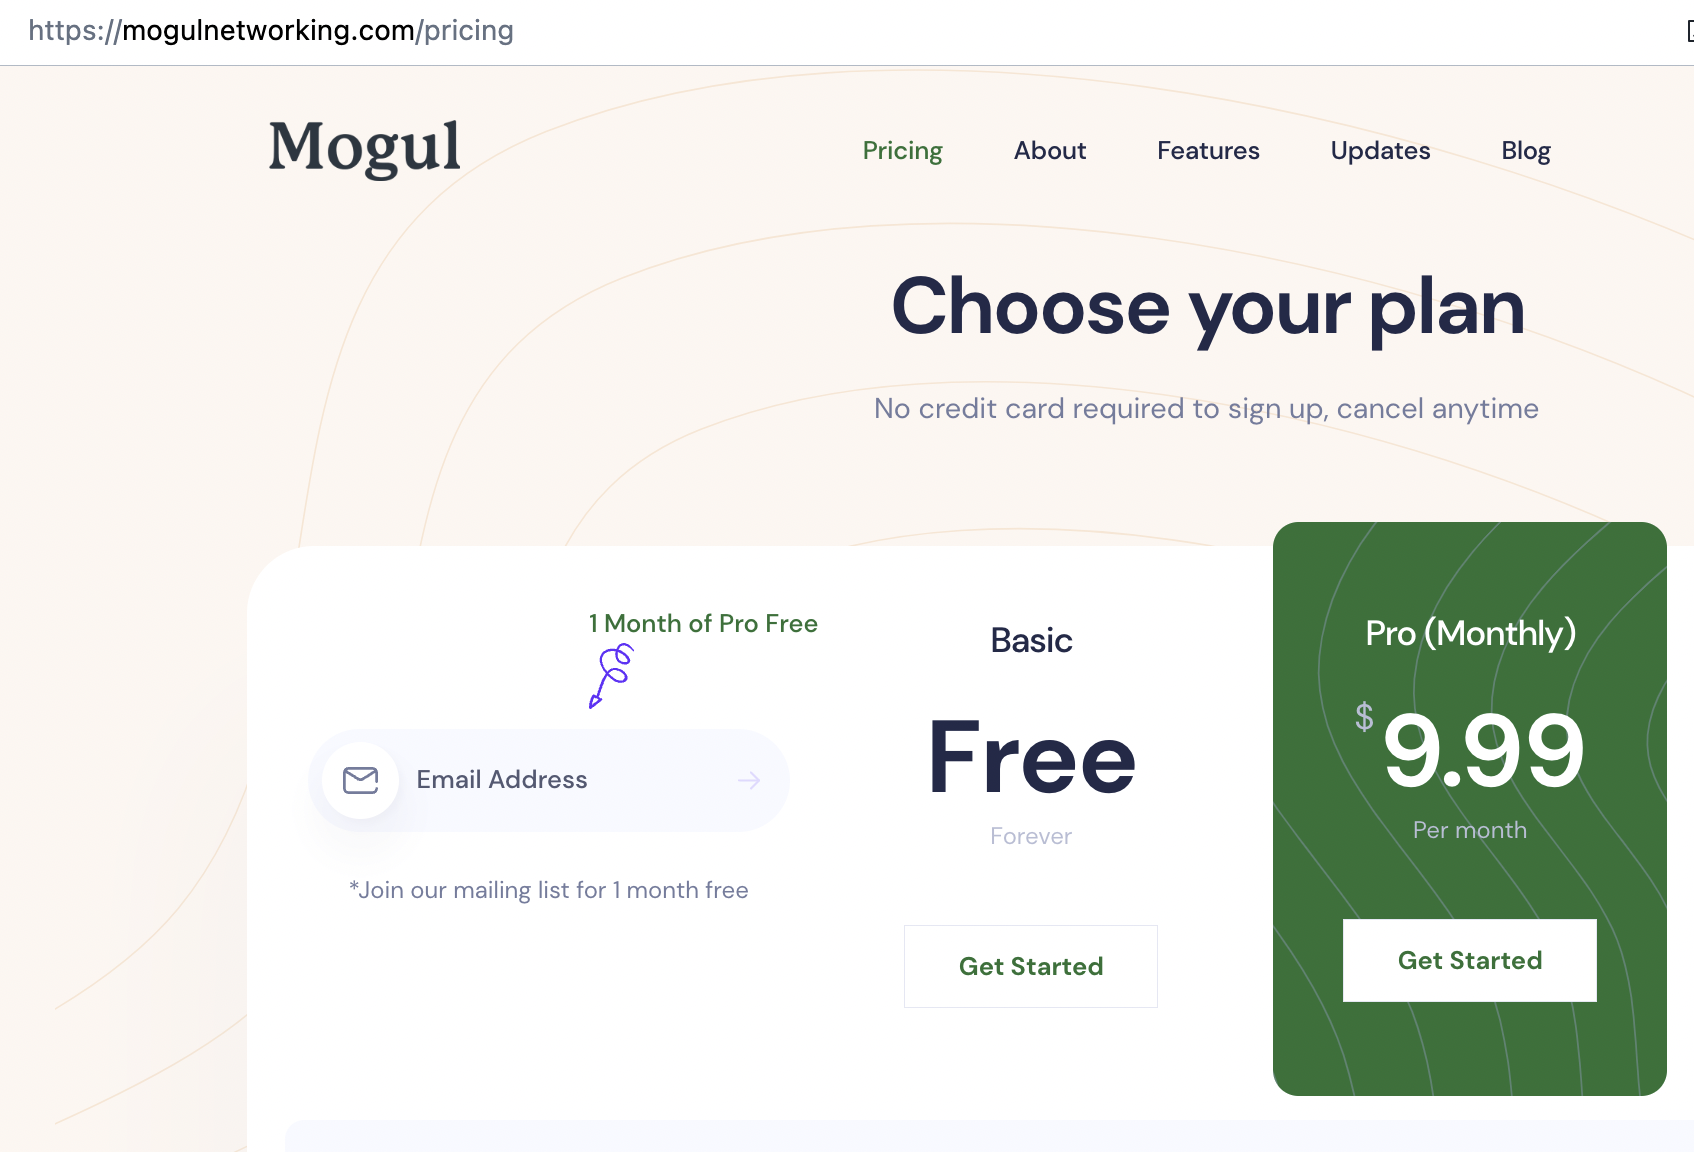 https://mogulnetworking.com/pricing
Mogul
Pricing About Features Updates Blog
Choose your plan
No credit card required to sign up, cancel anytime
1 Month of Pro Free
Email Address
*Join our mailing list for 1 month free
Basic
Free
Forever
Get Started
Pro (Monthly)
$9.99
Per month
Get Started